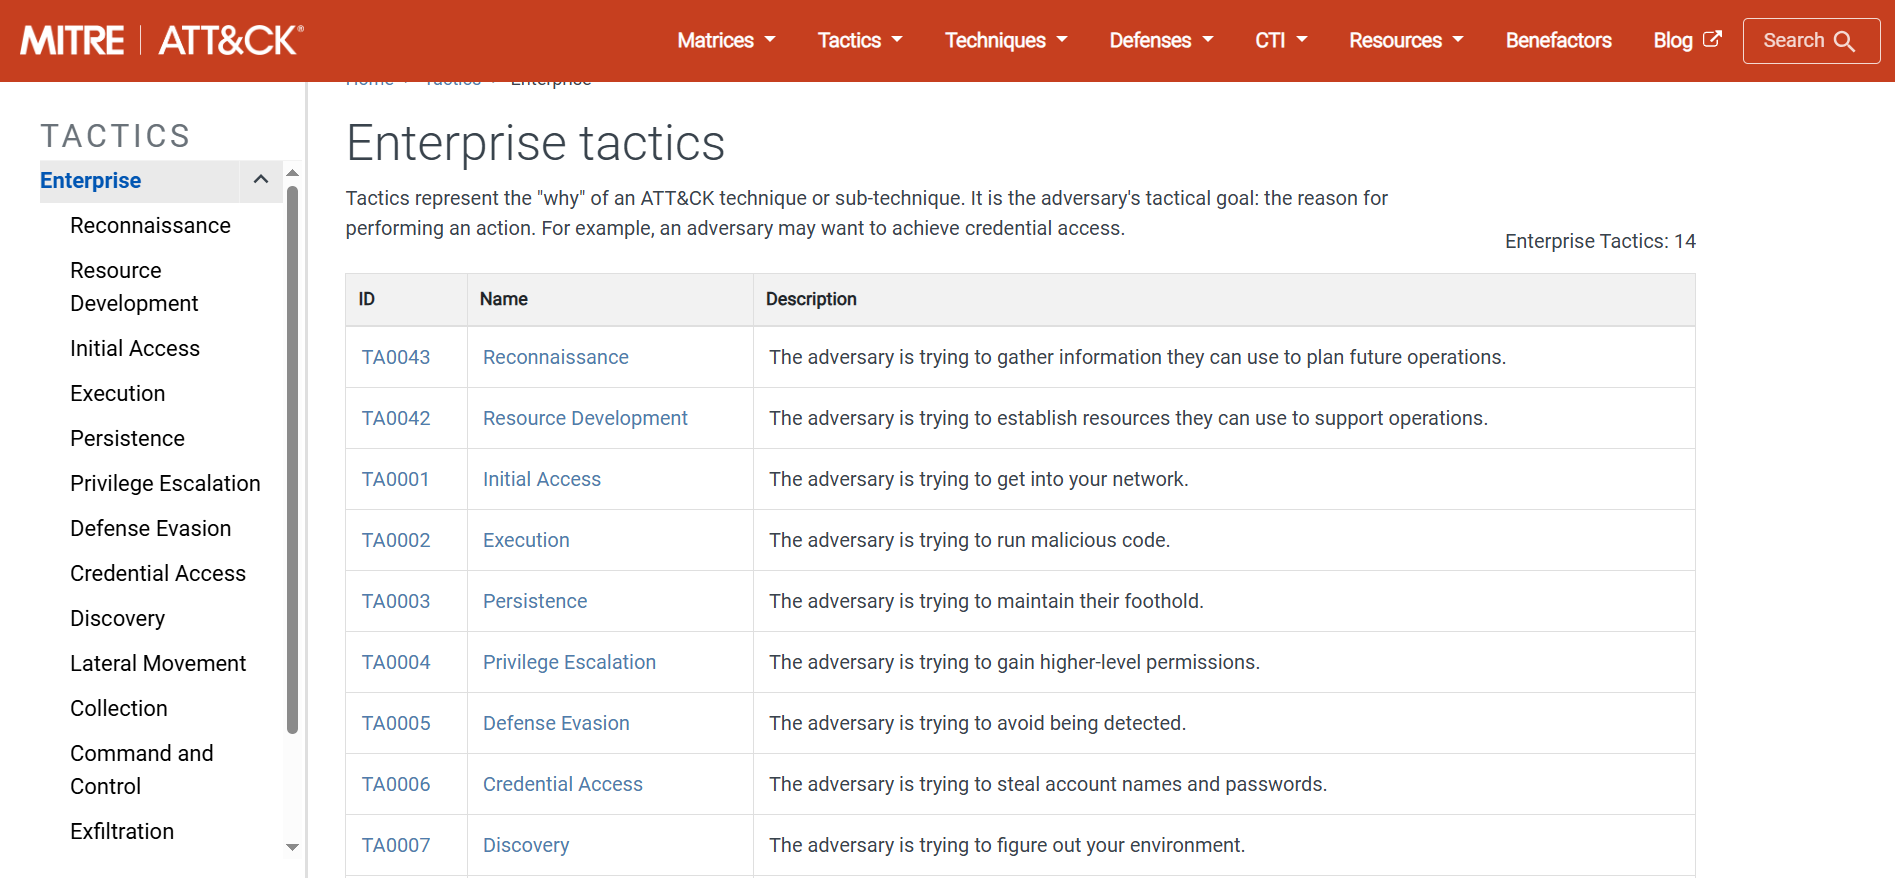 MITRE | ATT&CK®
Matrices
Tactics
Techniques
Defenses
CTI
Resources
Benefactors
Blog
Search
Home
Tactics
Enterprise
TACTICS
Enterprise
Reconnaissance
Resource
Development
Initial Access
Execution
Persistence
Privilege Escalation
Defense Evasion
Credential Access
Discovery
Lateral Movement
Collection
Command and
Control
Exfiltration
Enterprise tactics
Tactics represent the "why" of an ATT&CK technique or sub-technique. It is the adversary's tactical goal: the reason for
performing an action. For example, an adversary may want to achieve credential access.
Enterprise Tactics: 14
ID Name Description
TA0043 Reconnaissance The adversary is trying to gather information they can use to plan future operations.
TA0042 Resource Development The adversary is trying to establish resources they can use to support operations.
TA0001 Initial Access The adversary is trying to get into your network.
TA0002 Execution The adversary is trying to run malicious code.
TA0003 Persistence The adversary is trying to maintain their foothold.
TA0004 Privilege Escalation The adversary is trying to gain higher-level permissions.
TA0005 Defense Evasion The adversary is trying to avoid being detected.
TA0006 Credential Access The adversary is trying to steal account names and passwords.
TA0007 Discovery The adversary is trying to figure out your environment.